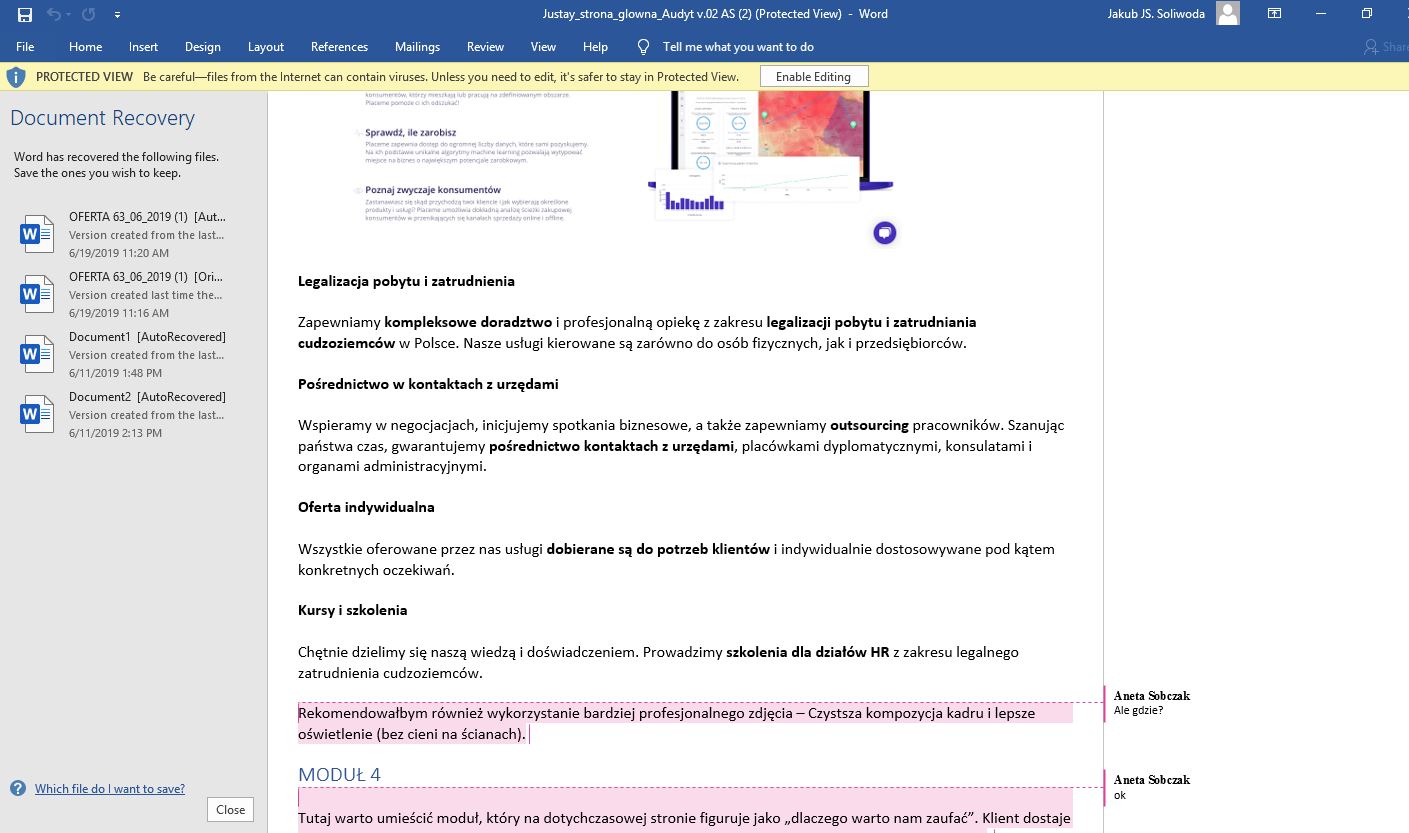 Justay_strona_glowna_Audyt v.02 AS (2) (Protected View) - Word
Jakub JS. Soliwoda
File Home Insert Design Layout References Mailings Review View Help Tell me what you want to do Share
PROTECTED VIEW Be careful—files from the Internet can contain viruses. Unless you need to edit, it's safer to stay in Protected View. Enable Editing
Document Recovery
Word has recovered the following files.
Save the ones you wish to keep.
OFERTA 63_06_2019 (1) [Aut...
Version created from the last...
6/19/2019 11:20 AM
OFERTA 63_06_2019 (1) [Ori...
Version created last time the...
6/19/2019 11:16 AM
Document1 [AutoRecovered]
Version created from the last...
6/11/2019 1:48 PM
Document2 [AutoRecovered]
Version created from the last...
6/11/2019 2:13 PM
Which file do I want to save?
Close
konsumentów, którzy mieszkają lub pracują na zdefiniowanym obszarze.
Placeme pomoże ci ich odszukać!
Sprawdź, ile zarobisz
Placeme zapewnia dostęp do ogromnej liczby danych, które sami pozyskujemy.
Na ich podstawie unikalne algorytmy machine learning pozwalają wytypować
miejsce na biznes o największym potencjale zarobkowym.
Poznaj zwyczaje konsumentów
Zastanawiasz się skąd przychodzą twoi klienci i jak wybierają określone
produkty i usługi? Placeme umożliwia dokładną analizę ścieżki zakupowej
konsumentów w przenikających się kanałach sprzedaży online i offline.
Legalizacja pobytu i zatrudnienia
Zapewniamy kompleksowe doradztwo i profesjonalną opiekę z zakresu legalizacji pobytu i zatrudniania
cudzoziemców w Polsce. Nasze usługi kierowane są zarówno do osób fizycznych, jak i przedsiębiorców.
Pośrednictwo w kontaktach z urzędami
Wspieramy w negocjacjach, inicjujemy spotkania biznesowe, a także zapewniamy outsourcing pracowników. Szanując
państwa czas, gwarantujemy pośrednictwo kontaktach z urzędami, placówkami dyplomatycznymi, konsulatami i
organami administracyjnymi.
Oferta indywidualna
Wszystkie oferowane przez nas usługi dobierane są do potrzeb klientów i indywidualnie dostosowywane pod kątem
konkretnych oczekiwań.
Kursy i szkolenia
Chętnie dzielimy się naszą wiedzą i doświadczeniem. Prowadzimy szkolenia dla działów HR z zakresu legalnego
zatrudnienia cudzoziemców.
Rekomendowałbym również wykorzystanie bardziej profesjonalnego zdjęcia – Czystsza kompozycja kadru i lepsze
oświetlenie (bez cieni na ścianach).
Aneta Sobczak
Ale gdzie?
MODUŁ 4
Aneta Sobczak
ok
Tutaj warto umieścić moduł, który na dotychczasowej stronie figuruje jako „dlaczego warto nam zaufać”. Klient dostaje